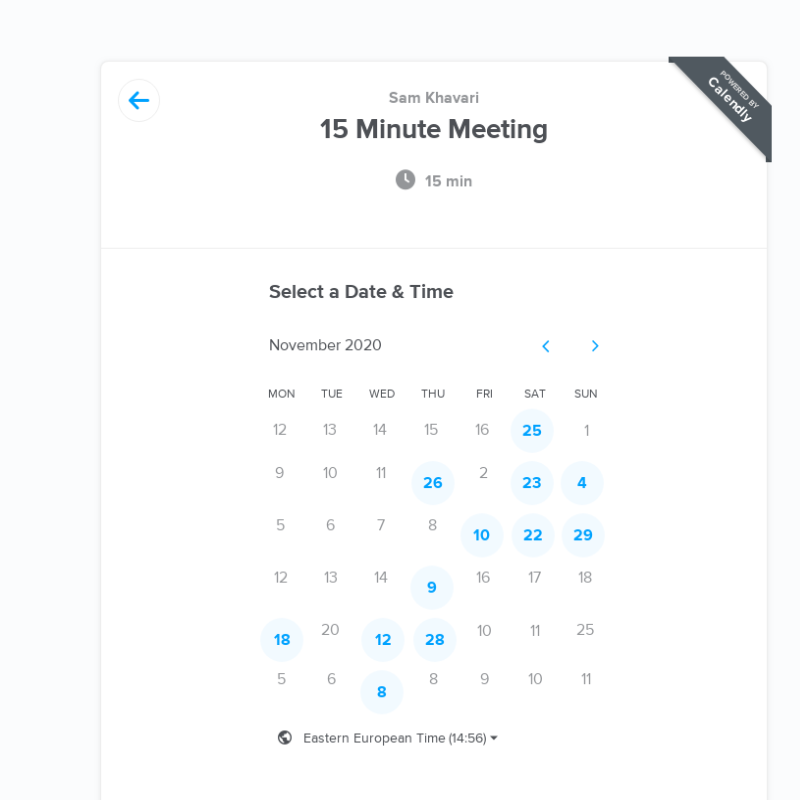 Sam Khavari
POWERED BY
Calendly
15 Minute Meeting
15 min
Select a Date & Time
November 2020
MON TUE WED THU FRI SAT SUN
12 13 14 15 16 25 1
9 10 11 26 2 23 4
5 6 7 8 10 22 29
12 13 14 9 16 17 18
18 20 12 28 10 11 25
5 6 8 8 9 10 11
Eastern European Time (14:56)